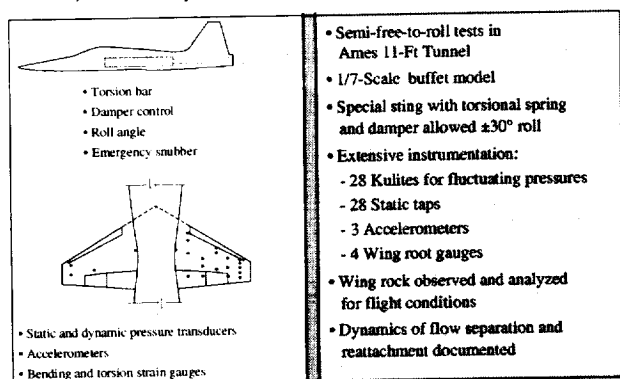 • Torsion bar
• Damper control
• Roll angle
• Emergency snubber
• Static and dynamic pressure transducers
• Accelerometers
• Bending and torsion strain gauges
• Semi-free-to-roll tests in
Ames 11-Ft Tunnel
• 1/7-Scale buffet model
• Special sting with torsional spring
and damper allowed ±30° roll
• Extensive instrumentation:
- 28 Kulites for fluctuating pressures
- 28 Static taps
- 3 Accelerometers
- 4 Wing root gauges
• Wing rock observed and analyzed
for flight conditions
• Dynamics of flow separation and
reattachment documented